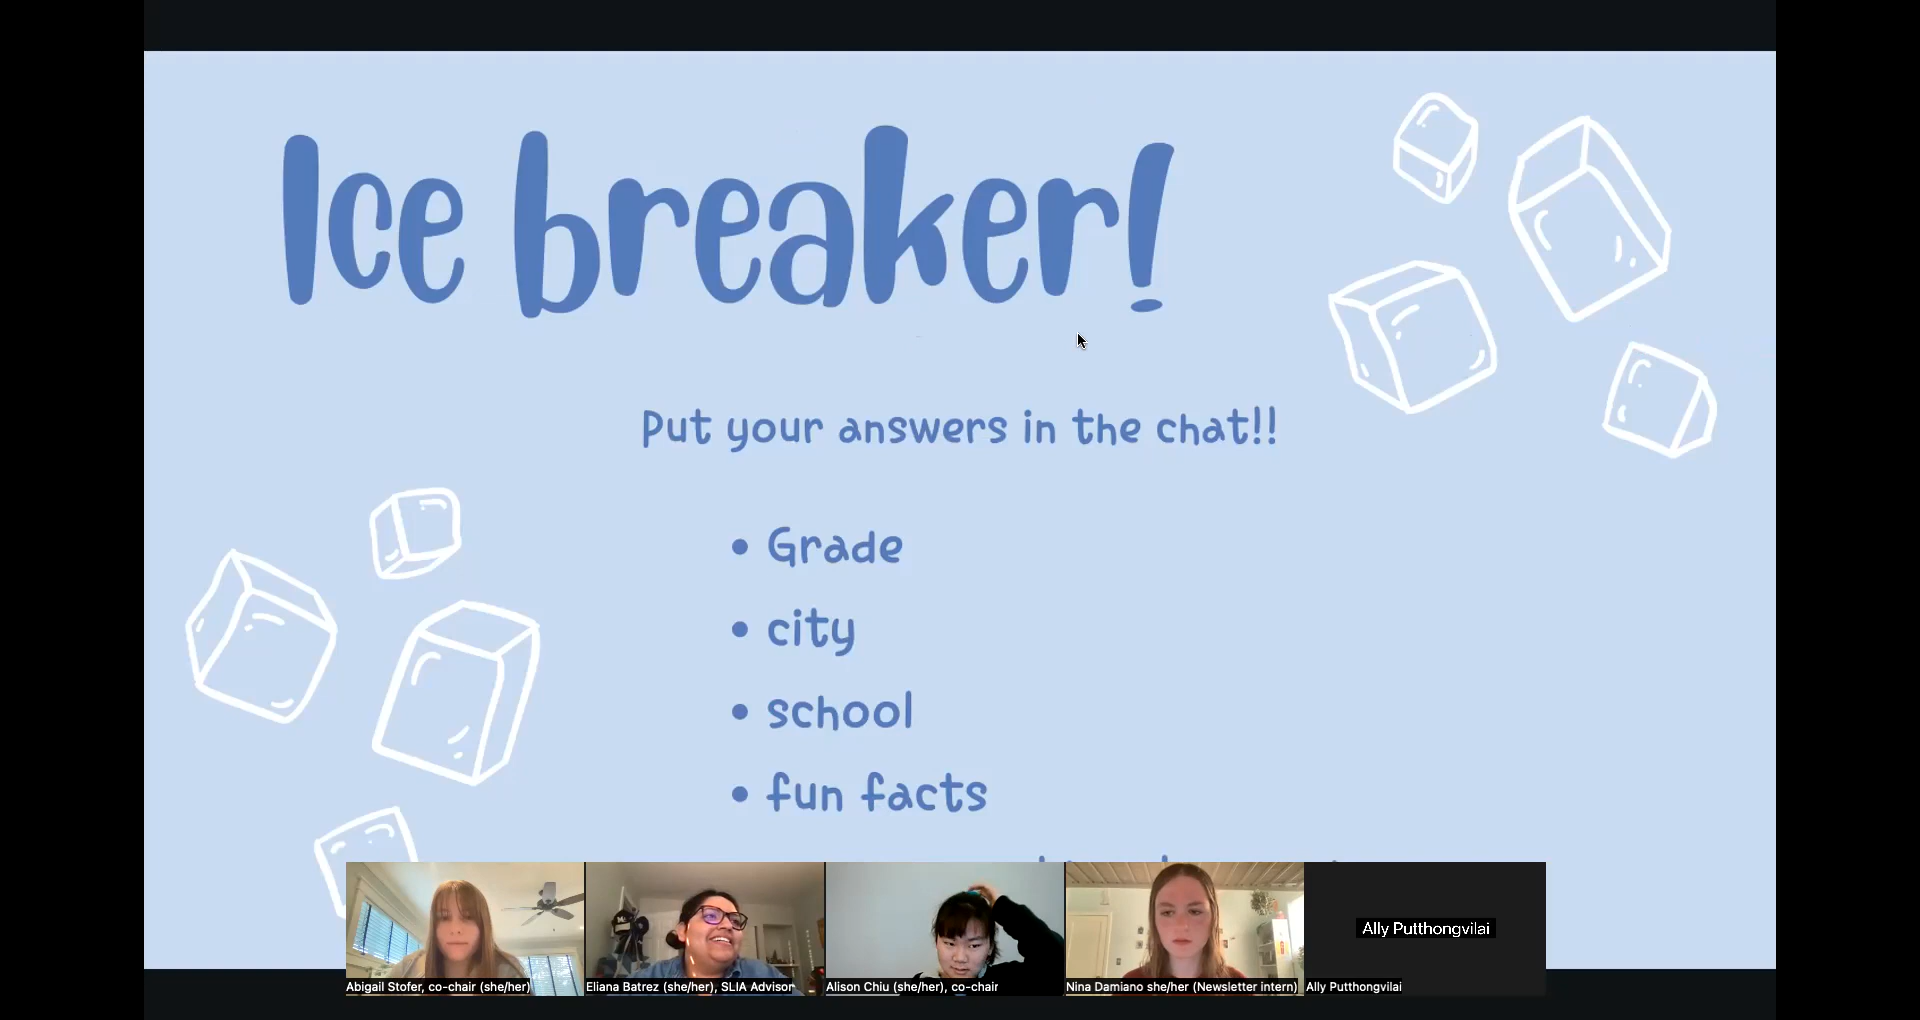 Ice breaker!
Put your answers in the chat!!
• Grade
• city
• school
• fun facts
Ally Putthongvilai
Abigail Stofer, co-chair (she/her)
Eliana Batrez (she/her), SLIA Advisor
Alison Chiu (she/her), co-chair
Nina Damiano she/her (Newsletter intern)
Ally Putthongvilai